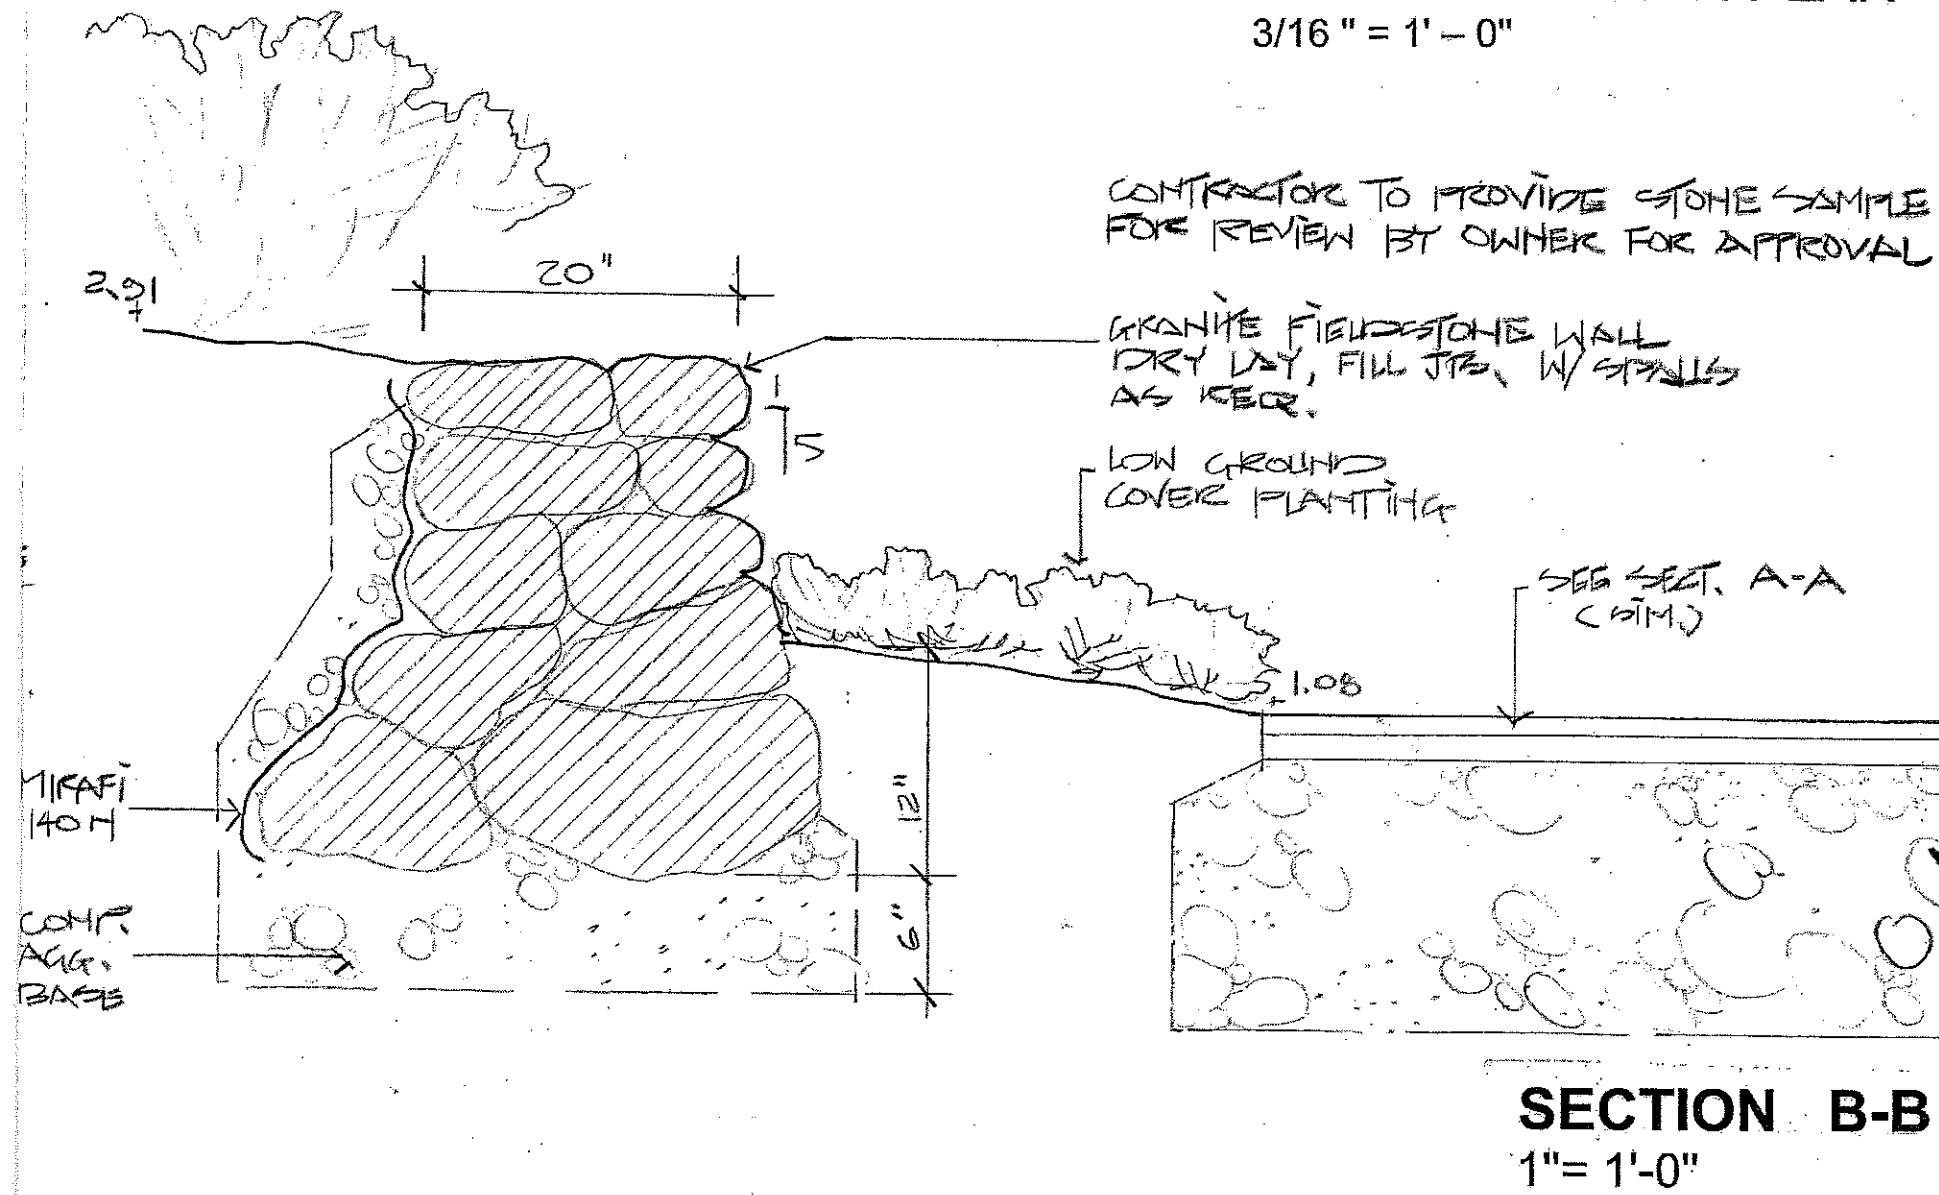 3/16 " = 1' – 0"
CONTRACTOR TO PROVIDE STONE SAMPLE
FOR REVIEW BY OWNER FOR APPROVAL
20"
2.91
+
GRANITE FIELDSTONE WALL
DRY LAY, FILL JTS. W/ SPALLS
AS REQ.
1
5
LOW GROUND
COVER PLANTING
SEE SECT. A-A
(SIM.)
+ 1.08
MIRAFI
140 N
12"
COMP.
AGG.
BASE
6"
SECTION B-B
1"= 1'-0"